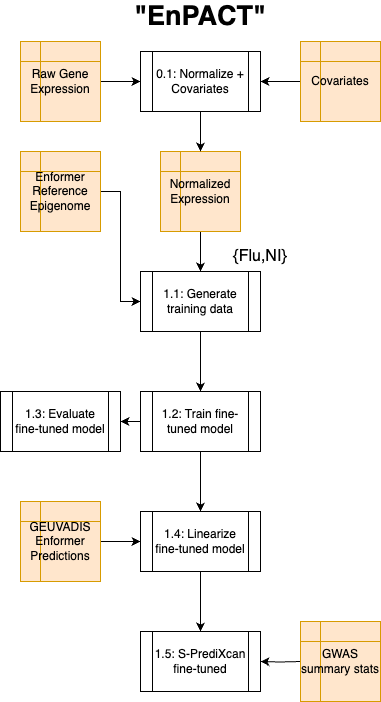 "EnPACT"
Raw Gene
Expression
0.1: Normalize +
Covariates
Covariates
Enformer
Reference
Epigenome
Normalized
Expression
{Flu,NI}
1.1: Generate
training data
1.3: Evaluate
fine-tuned model
1.2: Train fine-
tuned model
GEUVADIS
Enformer
Predictions
1.4: Linearize
fine-tuned model
1.5: S-PrediXcan
fine-tuned
GWAS
summary stats